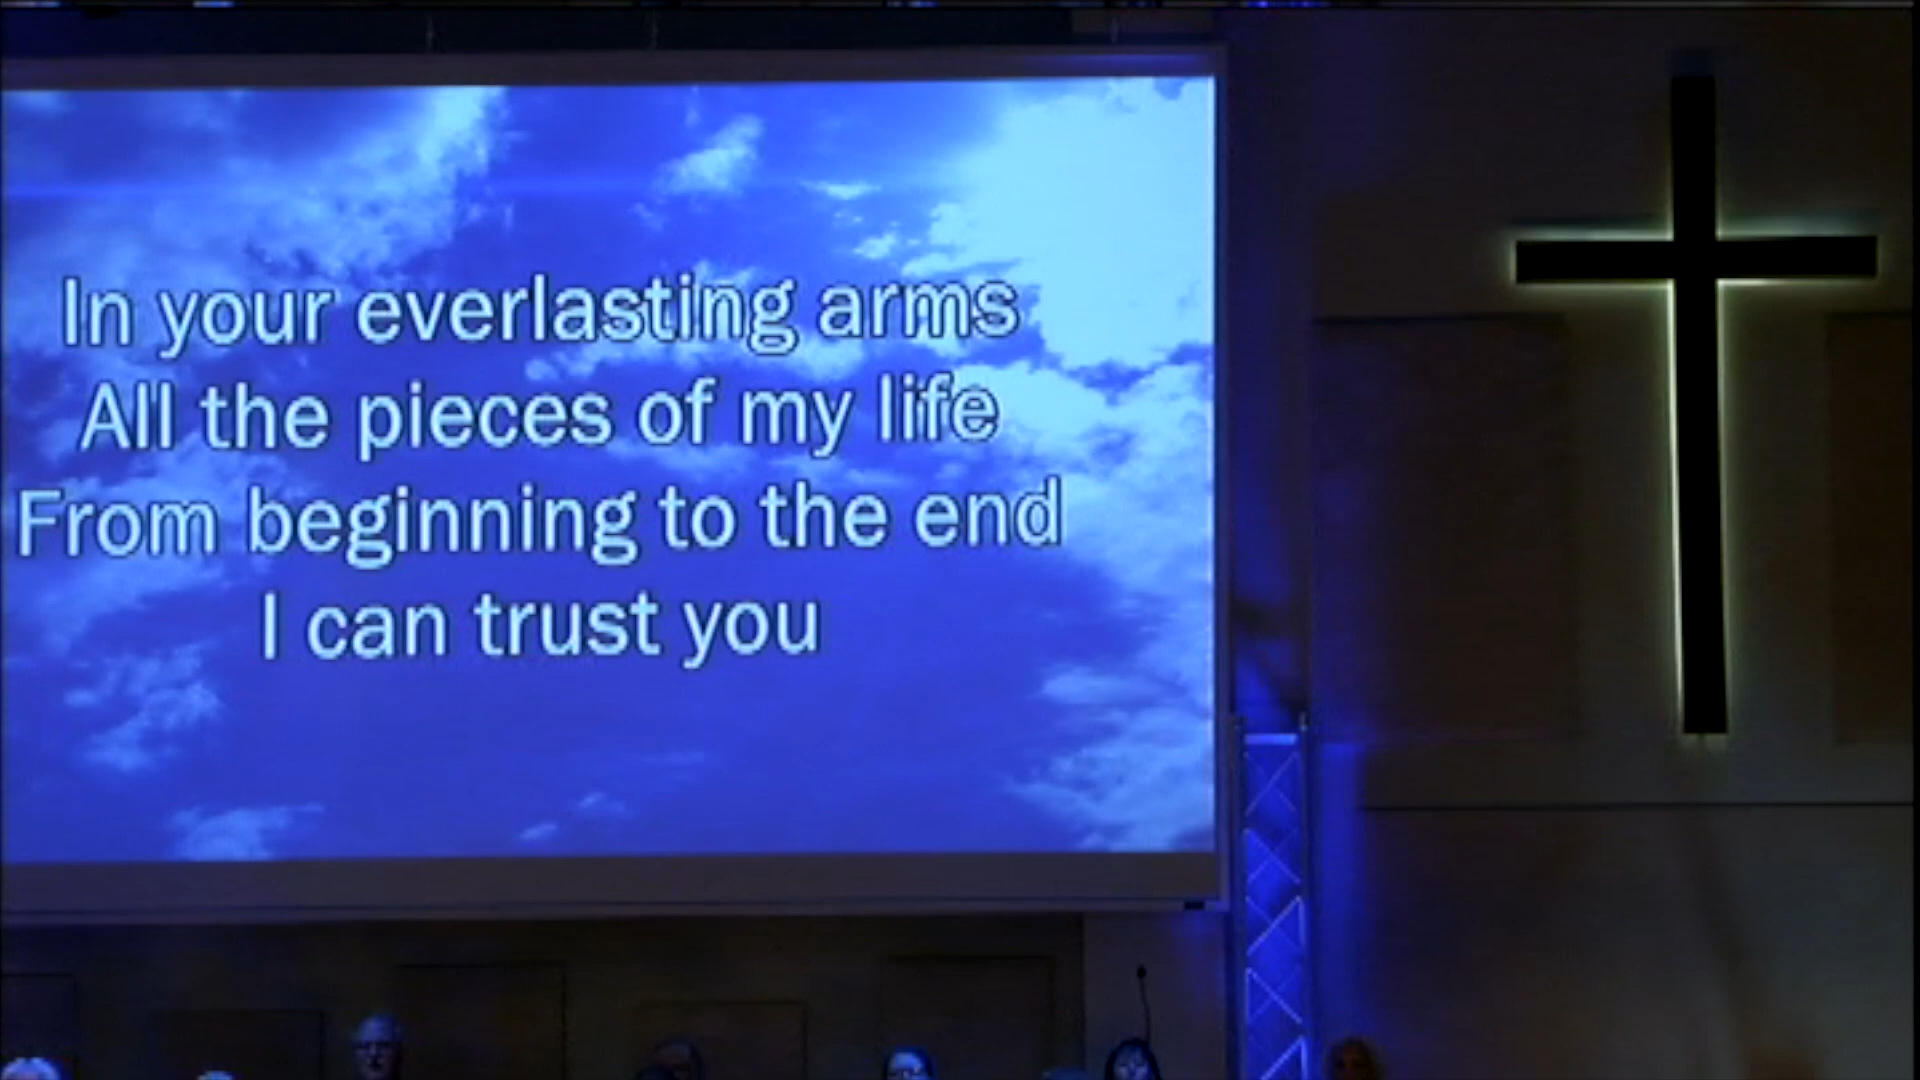 In your everlasting arms
All the pieces of my life
From beginning to the end
I can trust you